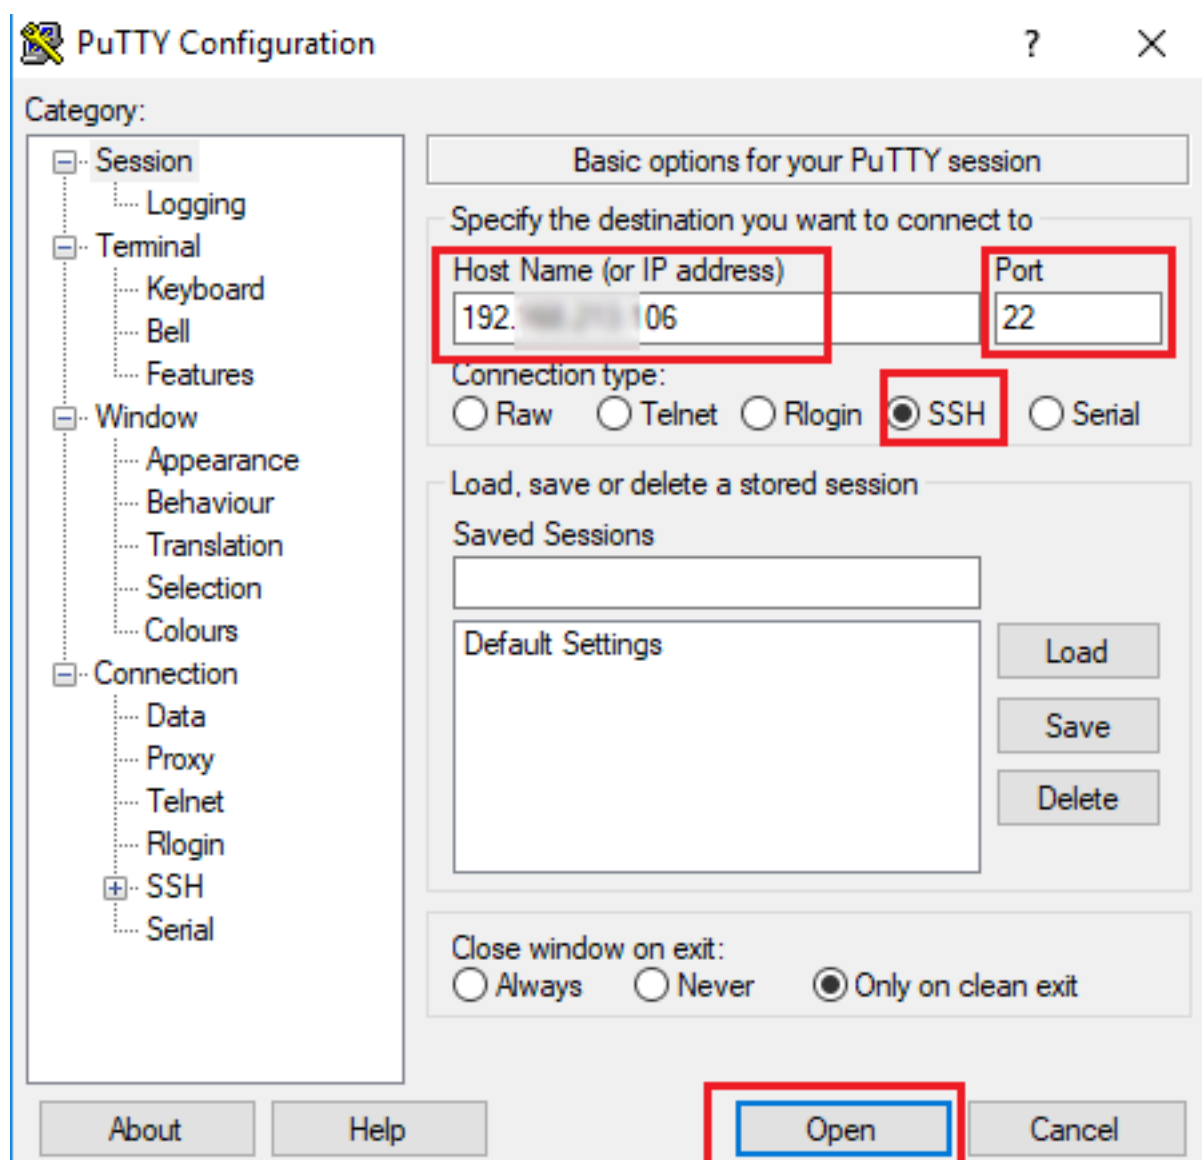 PuTTY Configuration
?
Category:
Session
Logging
Terminal
Keyboard
Bell
Features
Window
Appearance
Behaviour
Translation
Selection
Colours
Connection
Data
Proxy
Telnet
Rlogin
SSH
Serial
Basic options for your PuTTY session
Specify the destination you want to connect to
Host Name (or IP address) Port
192. 06 22
Connection type:
Raw Telnet Rlogin SSH Serial
Load, save or delete a stored session
Saved Sessions
Default Settings
Load
Save
Delete
Close window on exit:
Always Never Only on clean exit
About Help Open Cancel